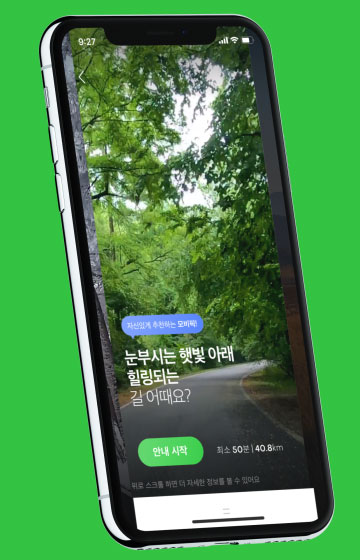 9:27
자신있게 추천하는 모비픽!
눈부시는 햇빛 아래
힐링되는
길 어때요?
안내 시작
최소 50분 | 40.8km
위로 스크롤 하면 더 자세한 정보를 볼 수 있어요